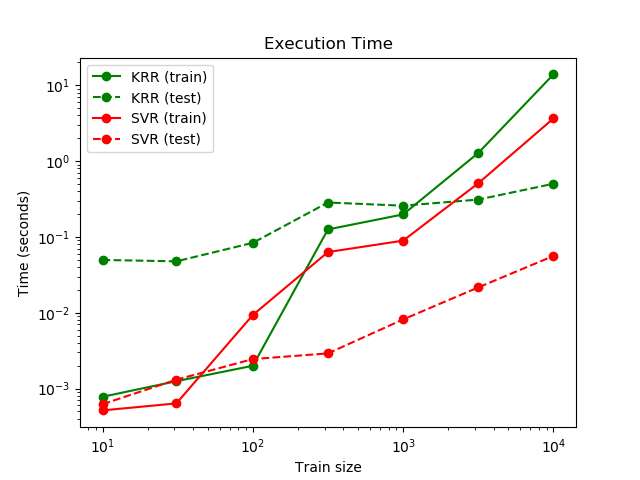 Execution Time
KRR (train)
KRR (test)
SVR (train)
SVR (test)
Time (seconds)
10¹
10⁰
10⁻¹
10⁻²
10⁻³
10¹
10²
10³
10⁴
Train size